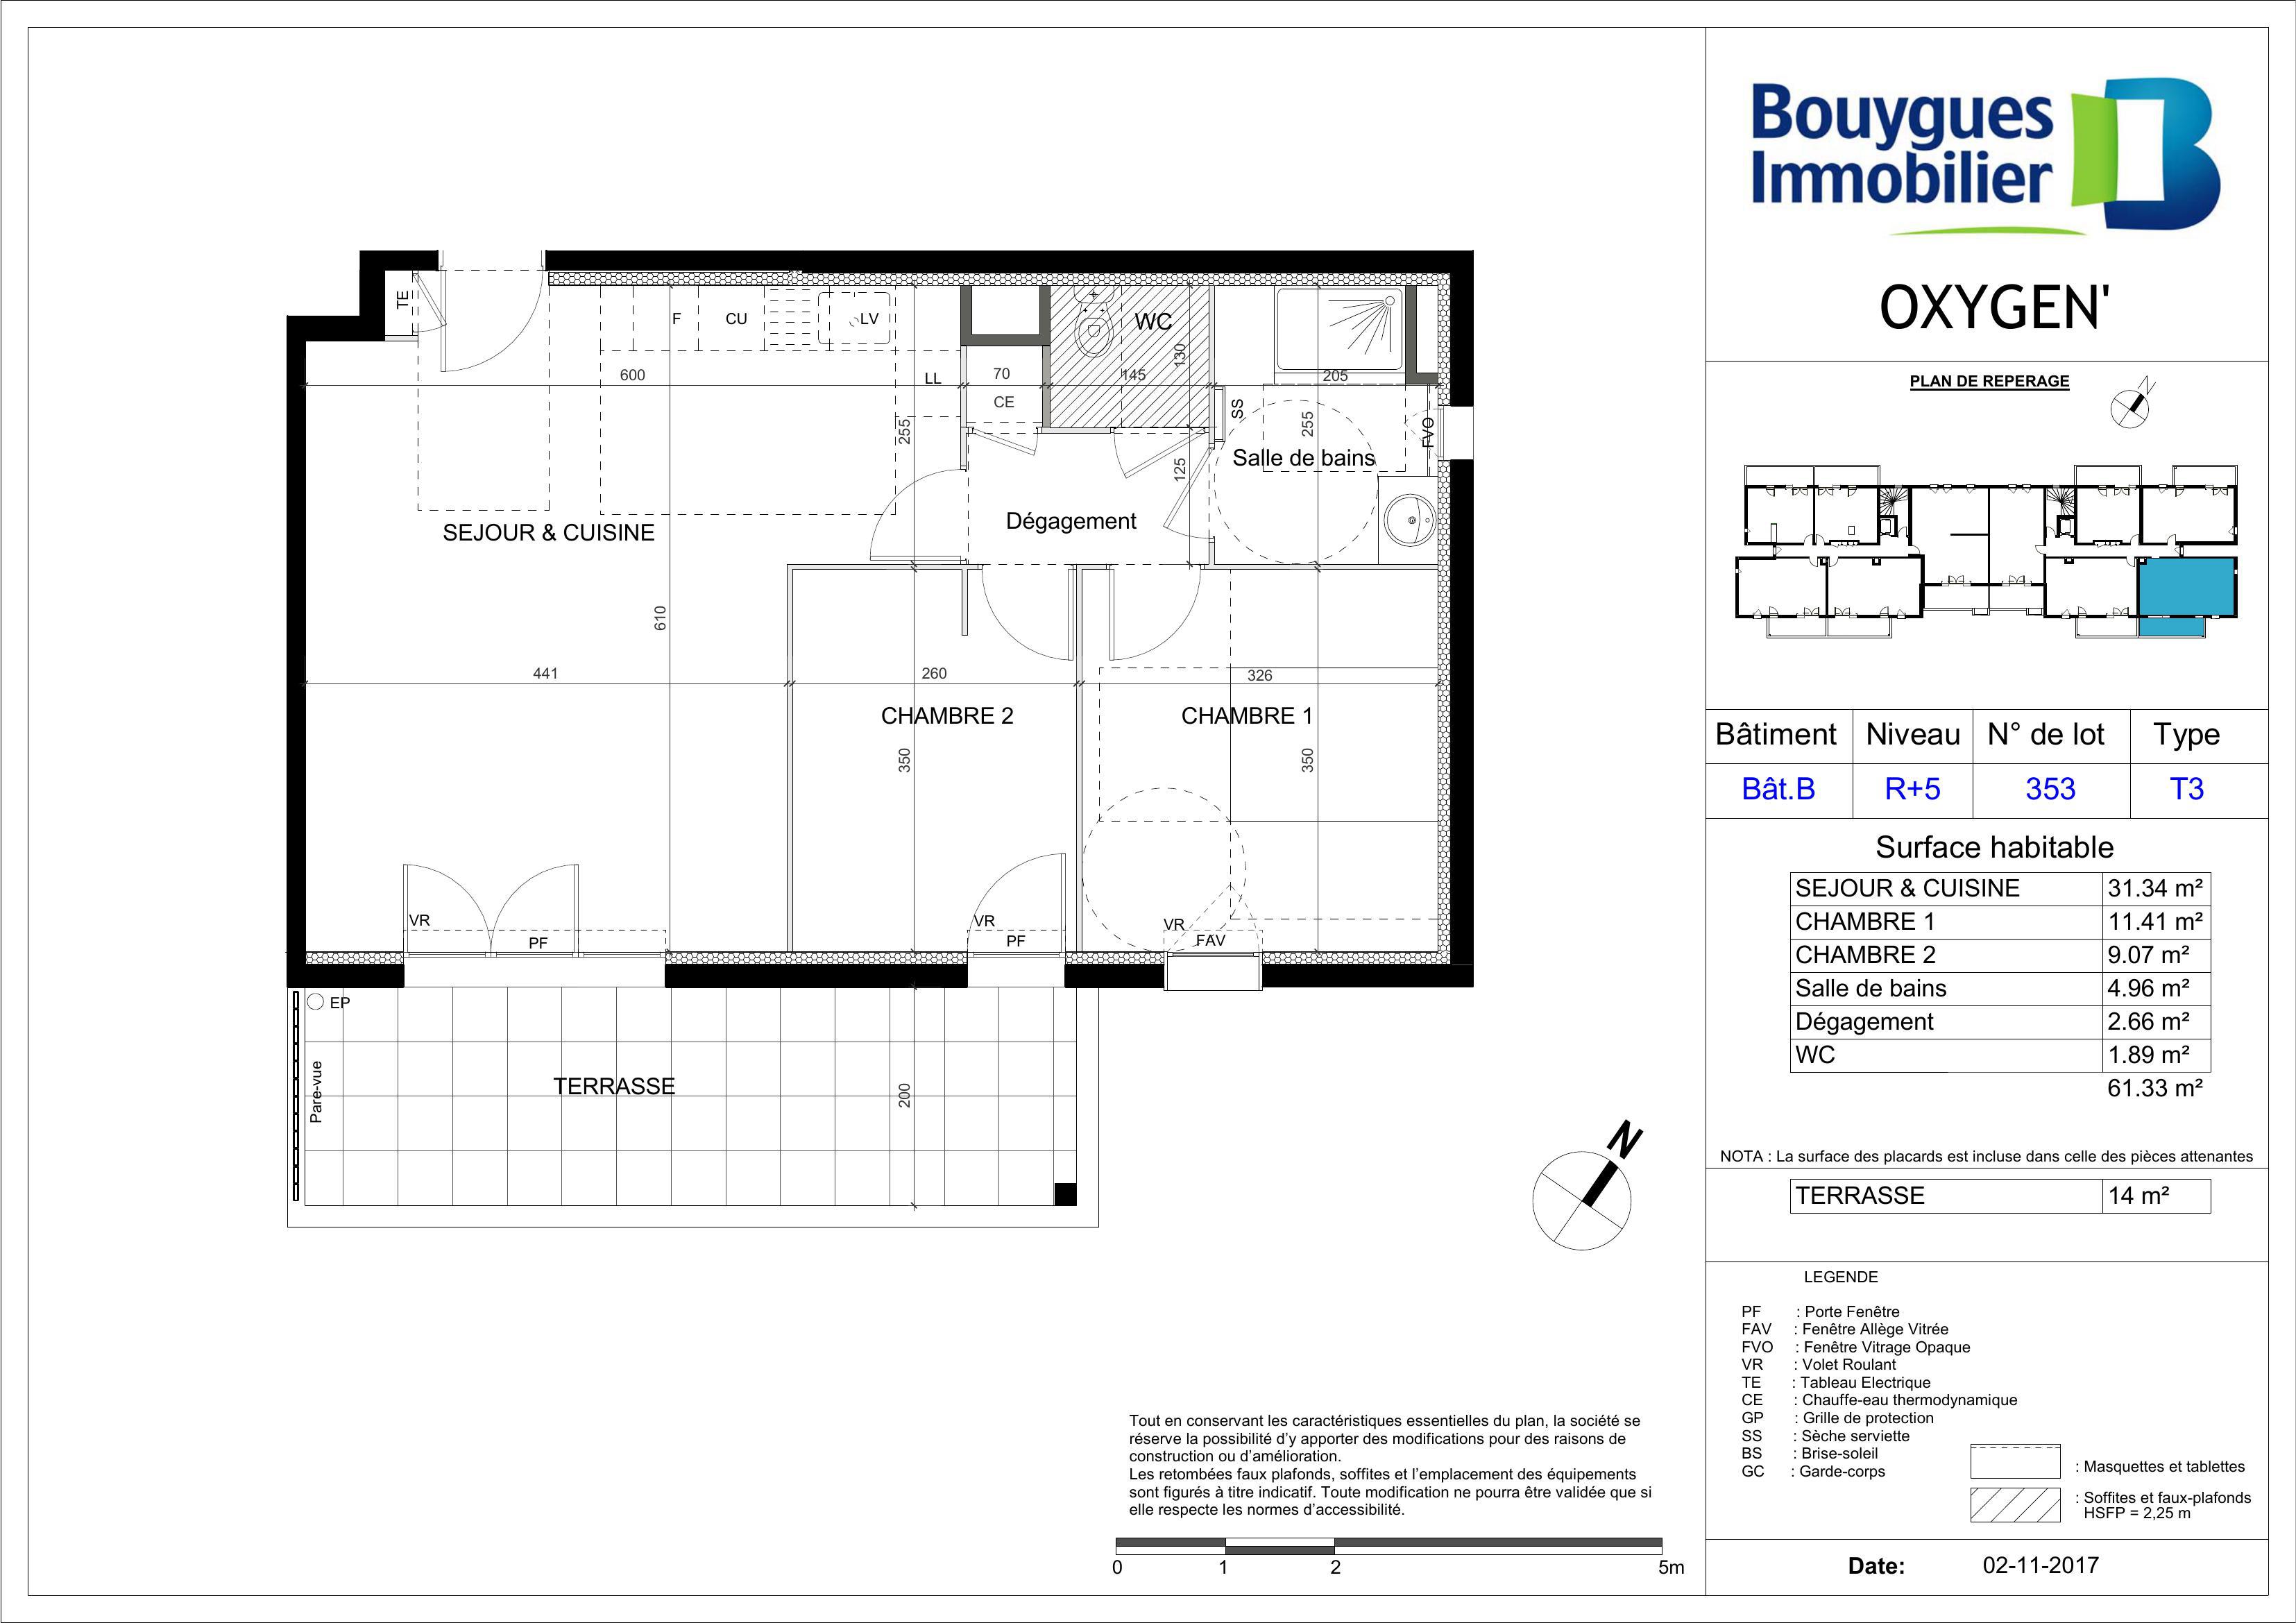 Bouygues
Immobilier
OXYGEN'
PLAN DE REPERAGE
N
Bâtiment Niveau N° de lot Type
Bât.B R+5 353 T3
Surface habitable
SEJOUR & CUISINE 31.34 m²
CHAMBRE 1 11.41 m²
CHAMBRE 2 9.07 m²
Salle de bains 4.96 m²
Dégagement 2.66 m²
WC 1.89 m²
61.33 m²
NOTA : La surface des placards est incluse dans celle des pièces attenantes
TERRASSE 14 m²
LEGENDE
PF : Porte Fenêtre
FAV : Fenêtre Allège Vitrée
FVO : Fenêtre Vitrage Opaque
VR : Volet Roulant
TE : Tableau Electrique
CE : Chauffe-eau thermodynamique
GP : Grille de protection
SS : Sèche serviette
BS : Brise-soleil
GC : Garde-corps
: Masquettes et tablettes
: Soffites et faux-plafonds
HSFP = 2,25 m
Date: 02-11-2017
TE
F CU LV
WC
130
600
LL
70
145
205
CE
SS
255
255
FVO
125
Salle de bains
Dégagement
SEJOUR & CUISINE
610
441
260
326
CHAMBRE 2
CHAMBRE 1
350
350
VR
VR
VR
PF
PF
FAV
EP
Pare-vue
TERRASSE
200
N
Tout en conservant les caractéristiques essentielles du plan, la société se
réserve la possibilité d’y apporter des modifications pour des raisons de
construction ou d’amélioration.
Les retombées faux plafonds, soffites et l’emplacement des équipements
sont figurés à titre indicatif. Toute modification ne pourra être validée que si
elle respecte les normes d’accessibilité.
0 1 2 5m